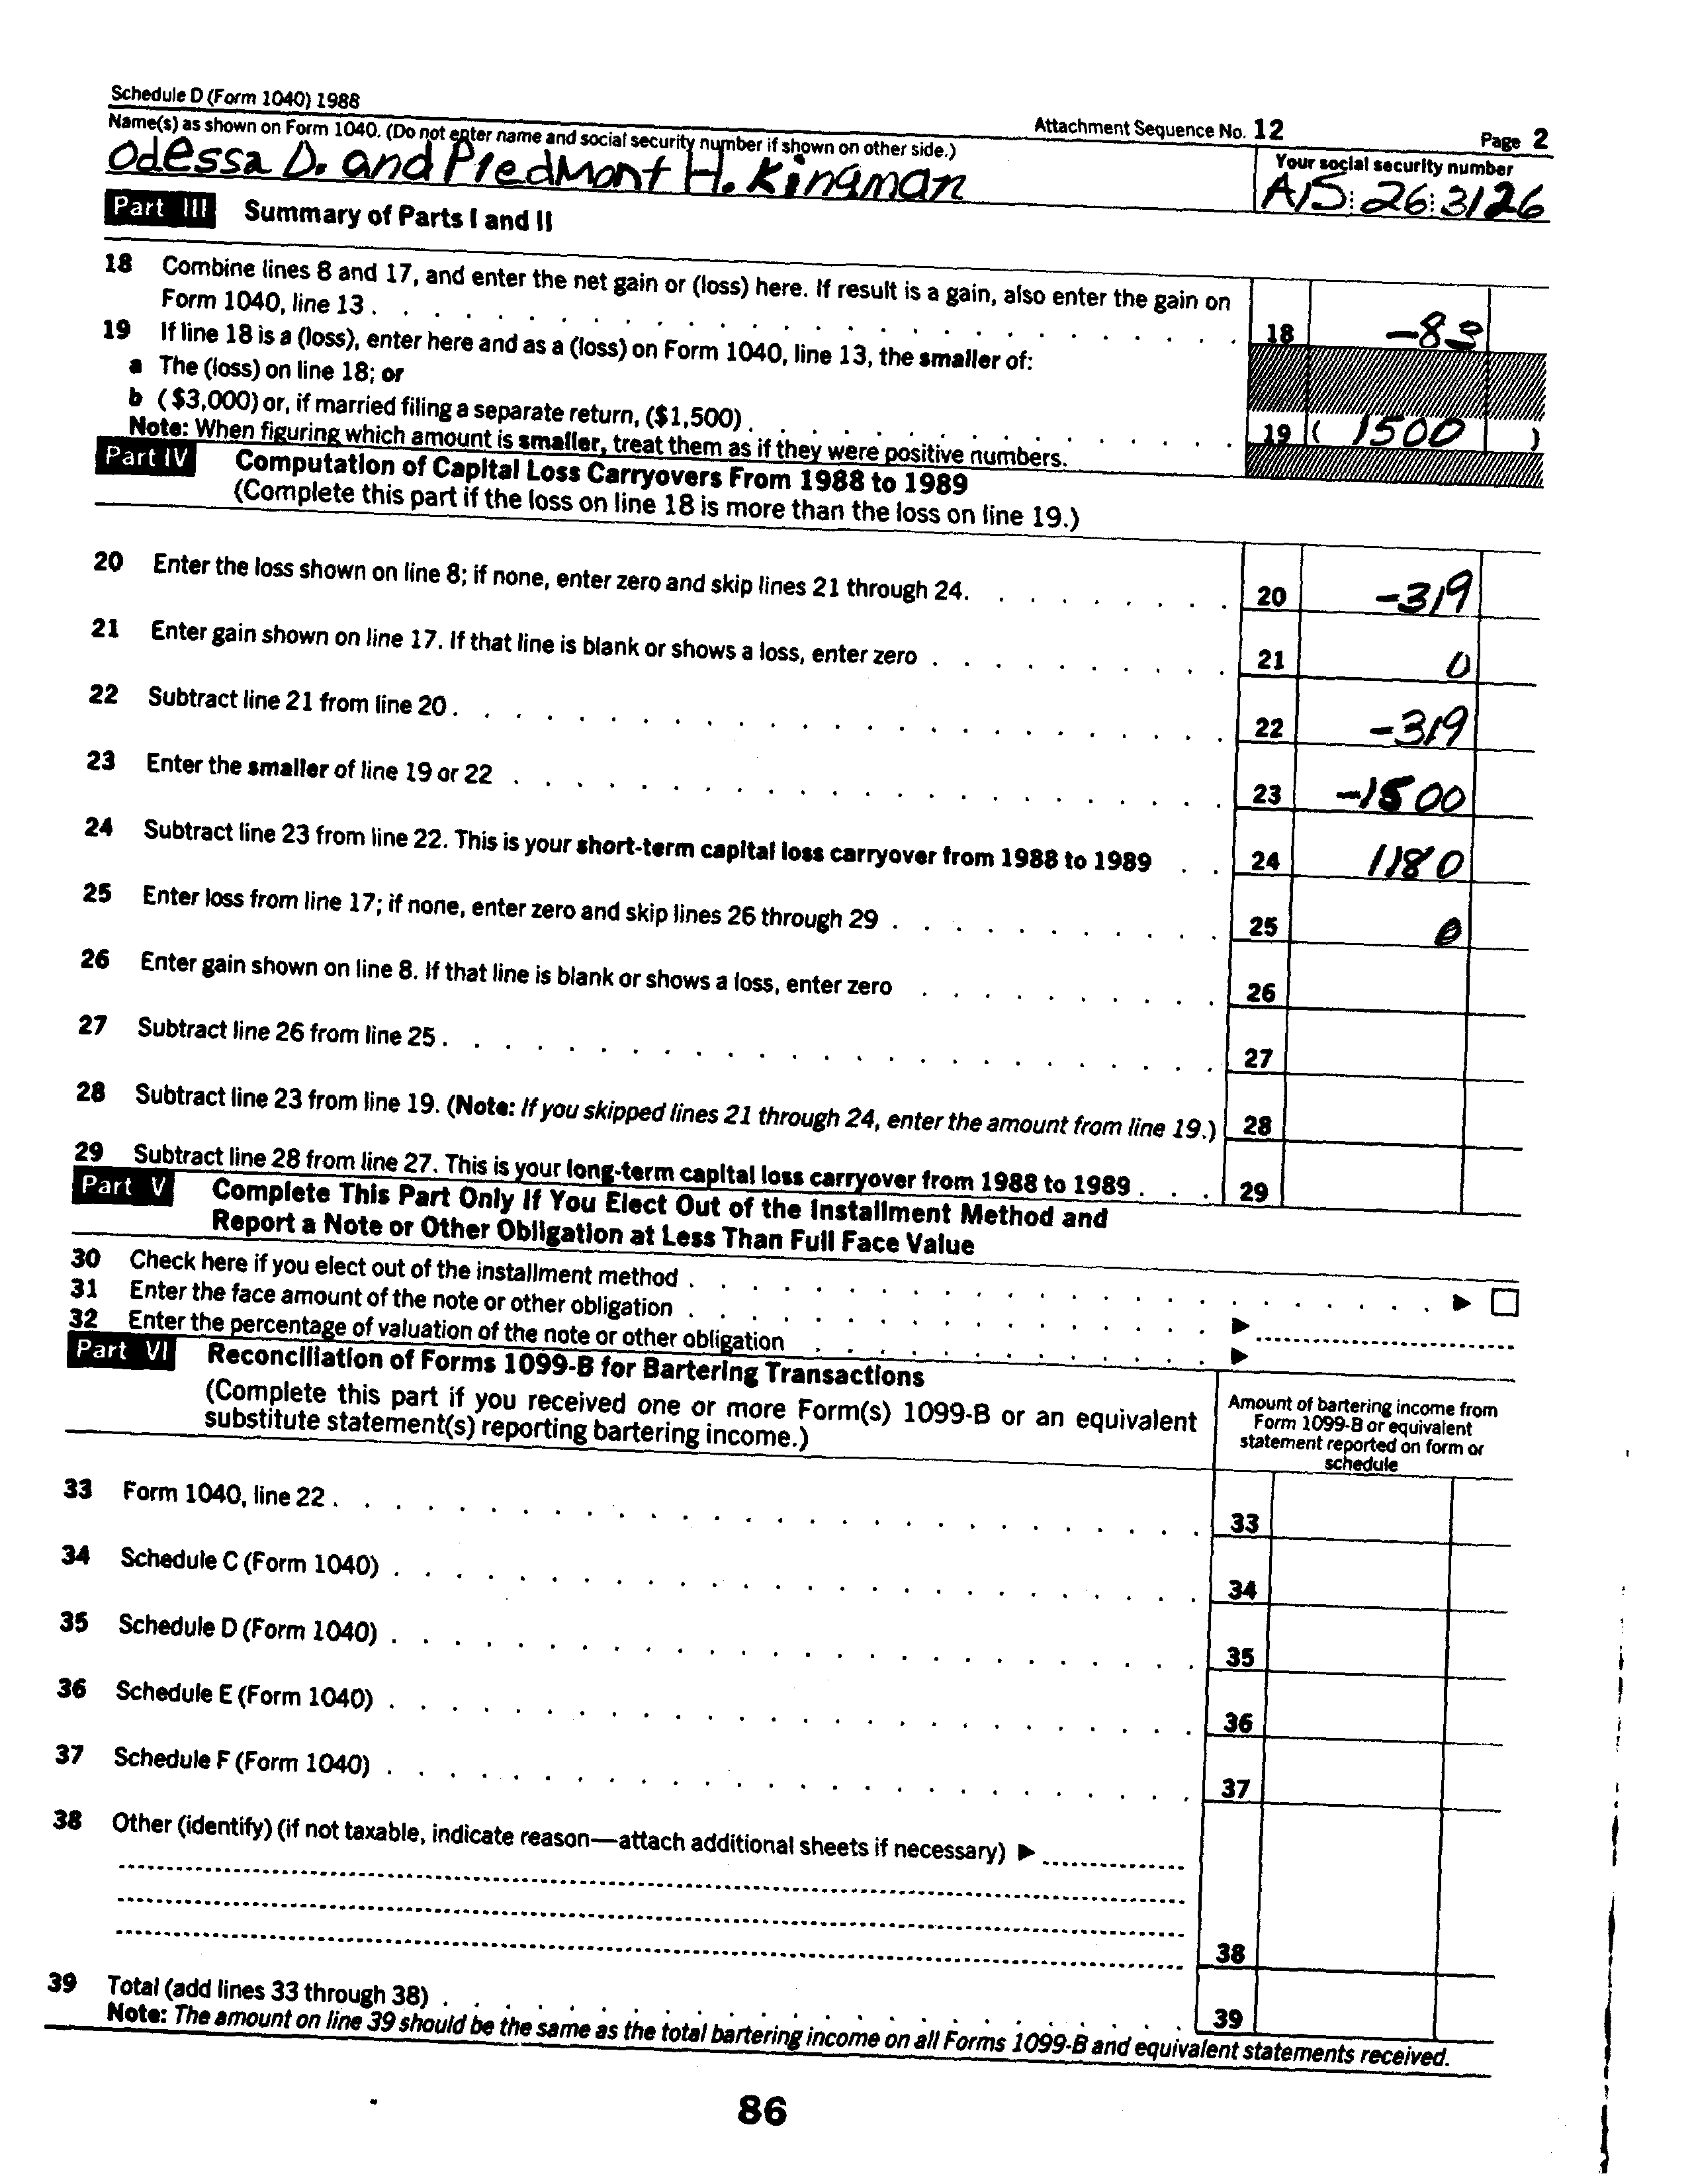 Schedule D (Form 1040) 1988
Attachment Sequence No. 12
Page 2
Name(s) as shown on Form 1040. (Do not enter name and social security number if shown on other side.)
Your social security number
Odessa D. and Piedmont H. Kingman
A15 26 3126
Part III Summary of Parts I and II
18 Combine lines 8 and 17, and enter the net gain or (loss) here. If result is a gain, also enter the gain on
Form 1040, line 13 . . . 18 -83
19 If line 18 is a (loss), enter here and as a (loss) on Form 1040, line 13, the smaller of:
a The (loss) on line 18; or
b ($3,000) or, if married filing a separate return, ($1,500) . . . 19 ( 1500 )
Note: When figuring which amount is smaller, treat them as if they were positive numbers.
Part IV Computation of Capital Loss Carryovers From 1988 to 1989
(Complete this part if the loss on line 18 is more than the loss on line 19.)
20 Enter the loss shown on line 8; if none, enter zero and skip lines 21 through 24. . . . 20 -319
21 Enter gain shown on line 17. If that line is blank or shows a loss, enter zero . . . 21 0
22 Subtract line 21 from line 20 . . . 22 -319
23 Enter the smaller of line 19 or 22 . . . 23 -1500
24 Subtract line 23 from line 22. This is your short-term capital loss carryover from 1988 to 1989 . . 24 1180
25 Enter loss from line 17; if none, enter zero and skip lines 26 through 29 . . . 25 0
26 Enter gain shown on line 8. If that line is blank or shows a loss, enter zero . . . 26
27 Subtract line 26 from line 25 . . . 27
28 Subtract line 23 from line 19. (Note: If you skipped lines 21 through 24, enter the amount from line 19.) 28
29 Subtract line 28 from line 27. This is your long-term capital loss carryover from 1988 to 1989 . . . 29
Part V Complete This Part Only If You Elect Out of the Installment Method and
Report a Note or Other Obligation at Less Than Full Face Value
30 Check here if you elect out of the installment method . . . ▶ ☐
31 Enter the face amount of the note or other obligation . . . ▶
32 Enter the percentage of valuation of the note or other obligation . . . ▶
Part VI Reconciliation of Forms 1099-B for Bartering Transactions
(Complete this part if you received one or more Form(s) 1099-B or an equivalent
substitute statement(s) reporting bartering income.)
Amount of bartering income from
Form 1099-B or equivalent
statement reported on form or
schedule
33 Form 1040, line 22 . . . 33
34 Schedule C (Form 1040) . . . 34
35 Schedule D (Form 1040) . . . 35
36 Schedule E (Form 1040) . . . 36
37 Schedule F (Form 1040) . . . 37
38 Other (identify) (if not taxable, indicate reason—attach additional sheets if necessary) ▶
38
39 Total (add lines 33 through 38) . . . 39
Note: The amount on line 39 should be the same as the total bartering income on all Forms 1099-B and equivalent statements received.
86